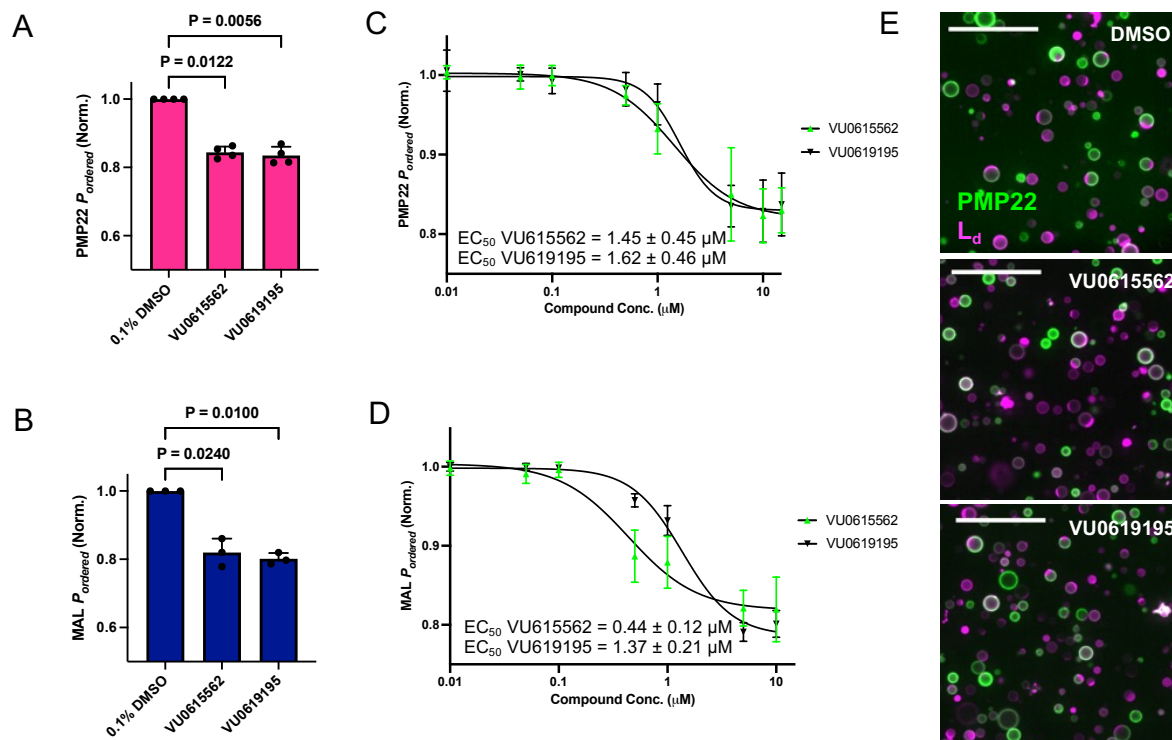 A
P = 0.0056
P = 0.0122
PMP22 Pordered (Norm.)
1.0
0.8
0.6
0.1% DMSO
VU0615562
VU0619195
B
P = 0.0100
P = 0.0240
MAL Pordered (Norm.)
1.0
0.8
0.6
0.1% DMSO
VU0615562
VU0619195
C
PMP22 Pordered (Norm.)
1.0
0.9
0.8
EC50 VU615562 = 1.45 ± 0.45 µM
EC50 VU619195 = 1.62 ± 0.46 µM
0.01
0.1
1
10
Compound Conc. (µM)
VU0615562
VU0619195
D
MAL Pordered (Norm.)
1.0
0.9
0.8
EC50 VU615562 = 0.44 ± 0.12 µM
EC50 VU619195 = 1.37 ± 0.21 µM
0.01
0.1
1
10
Compound Conc. (µM)
VU0615562
VU0619195
E
DMSO
PMP22
Ld
VU0615562
VU0619195